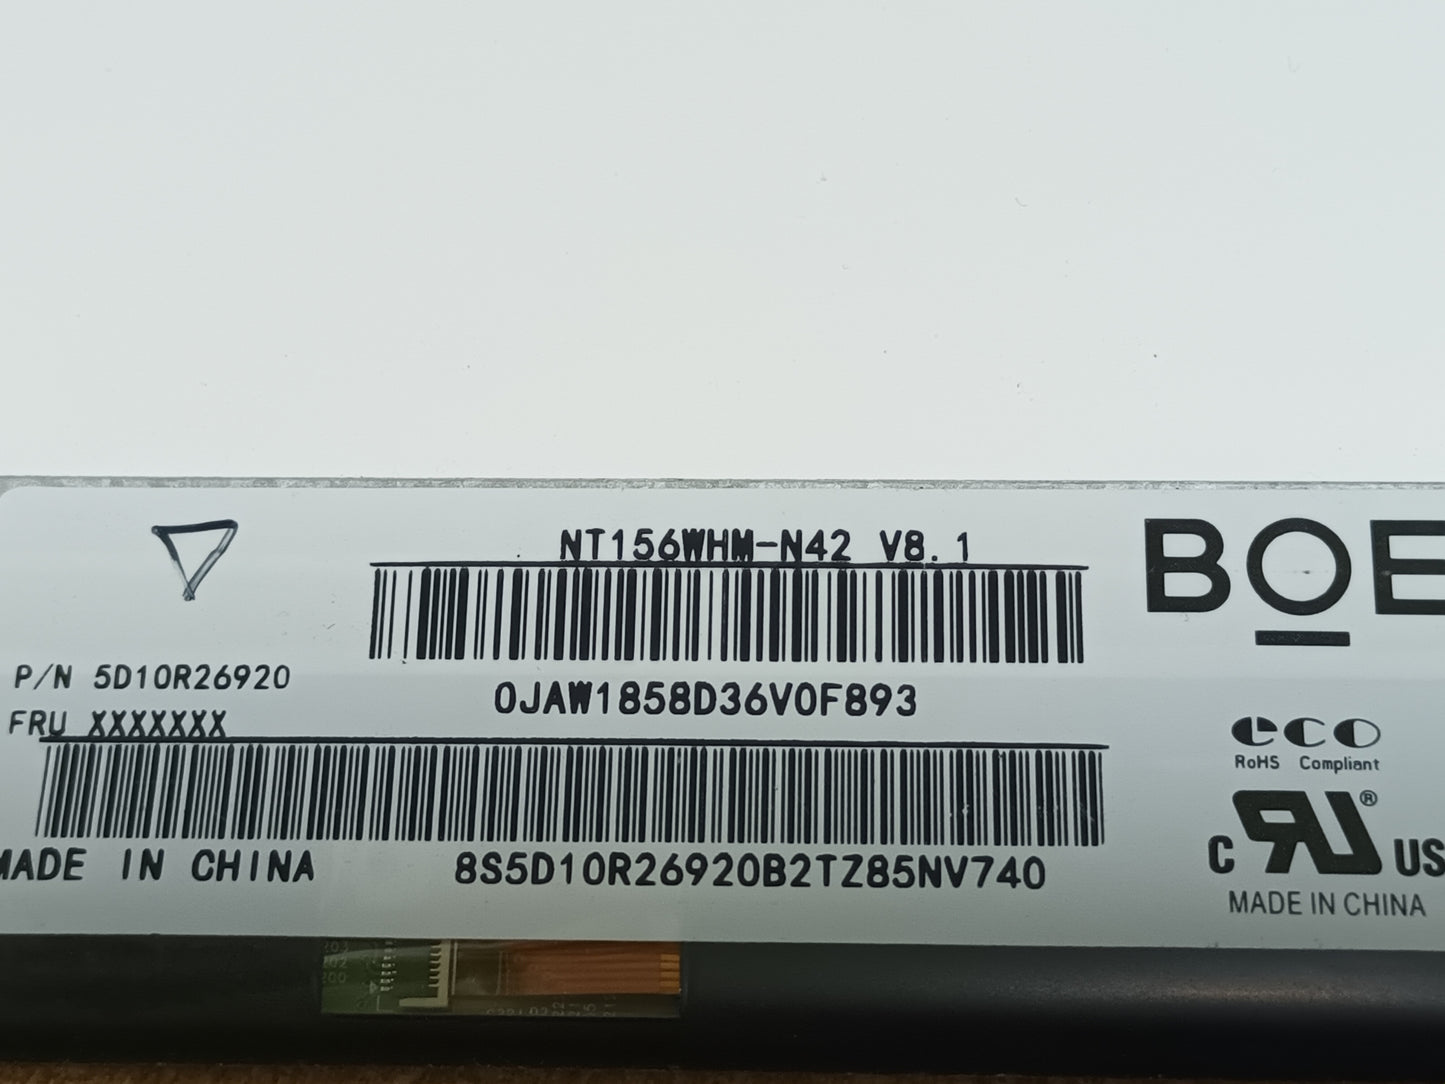 NT156WHM-N42 V8.1
BOE
P/N 5D10R26920
0JAW1858D36V0F893
FRU XXXXXXX
eco
RoHS Compliant
MADE IN CHINA
8S5D10R26920B2TZ85NV740
C RU ® US
MADE IN CHINA